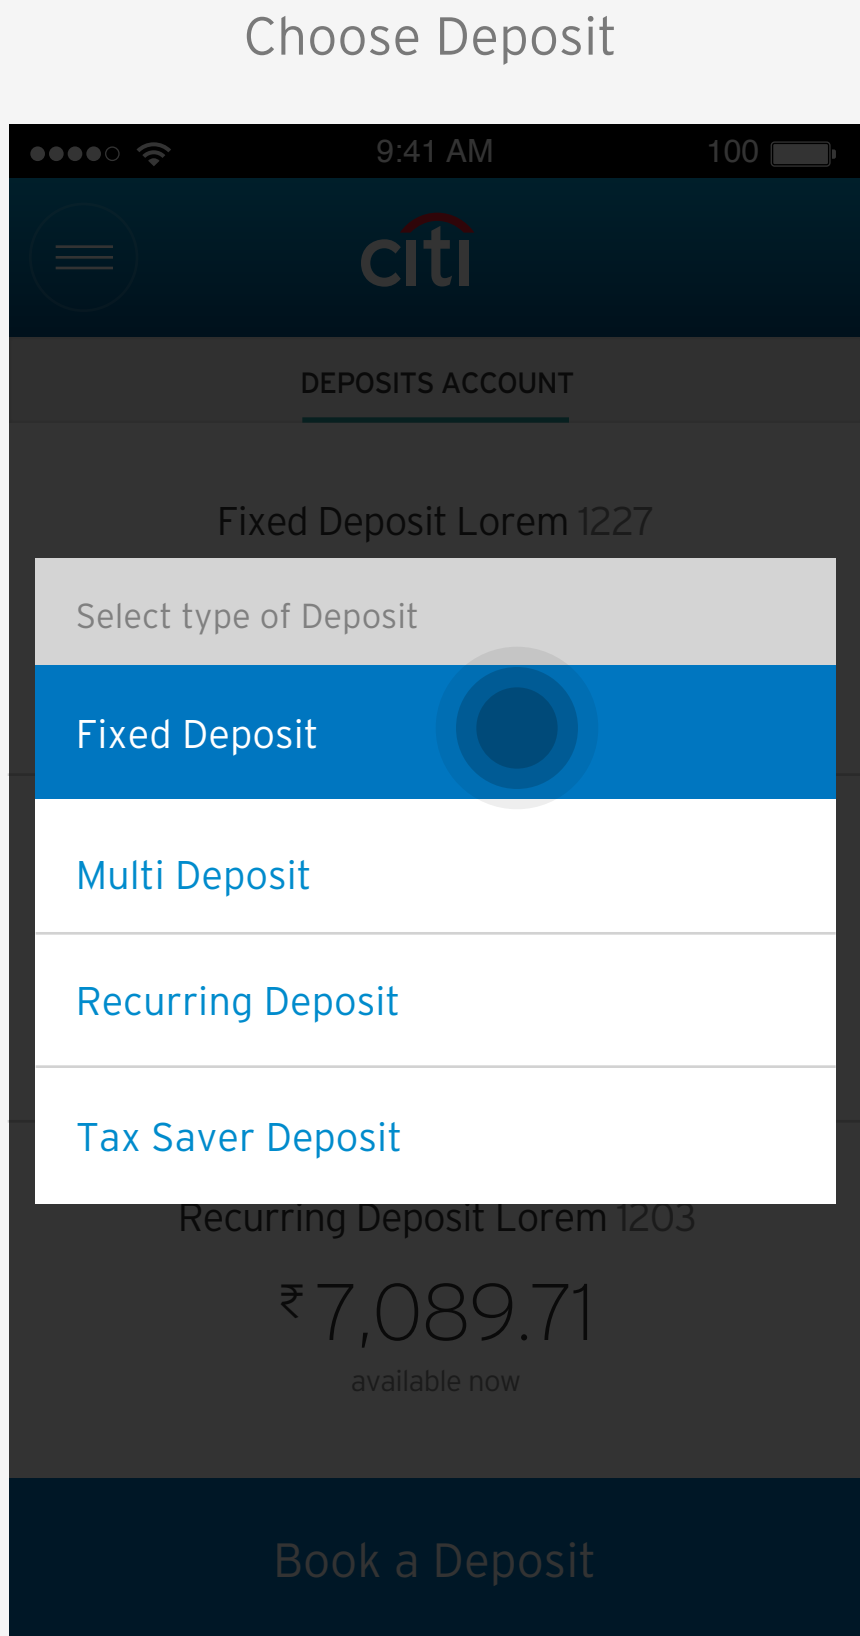 Choose Deposit
9:41 AM
100
citi
DEPOSITS ACCOUNT
Fixed Deposit Lorem 1227
Select type of Deposit
Fixed Deposit
Multi Deposit
Recurring Deposit
Tax Saver Deposit
Recurring Deposit Lorem 1203
₹7,089.71
available now
Book a Deposit